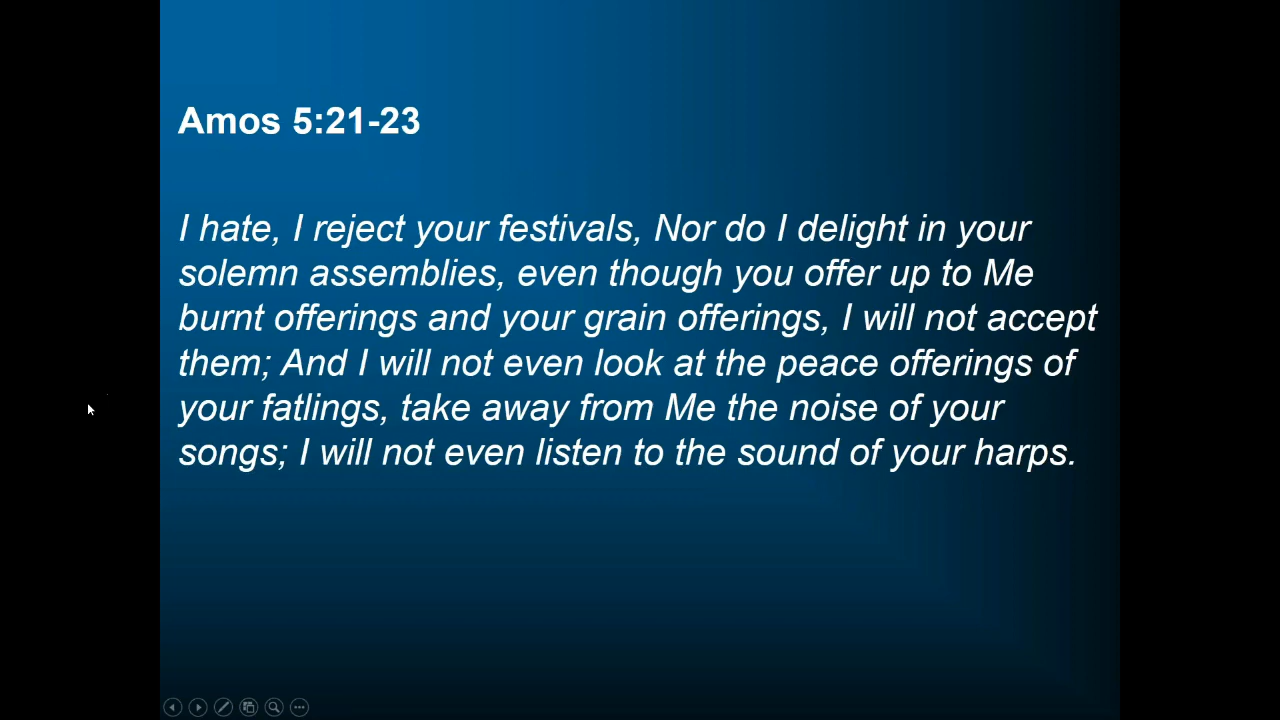 Amos 5:21-23
I hate, I reject your festivals, Nor do I delight in your
solemn assemblies, even though you offer up to Me
burnt offerings and your grain offerings, I will not accept
them; And I will not even look at the peace offerings of
your fatlings, take away from Me the noise of your
songs; I will not even listen to the sound of your harps.